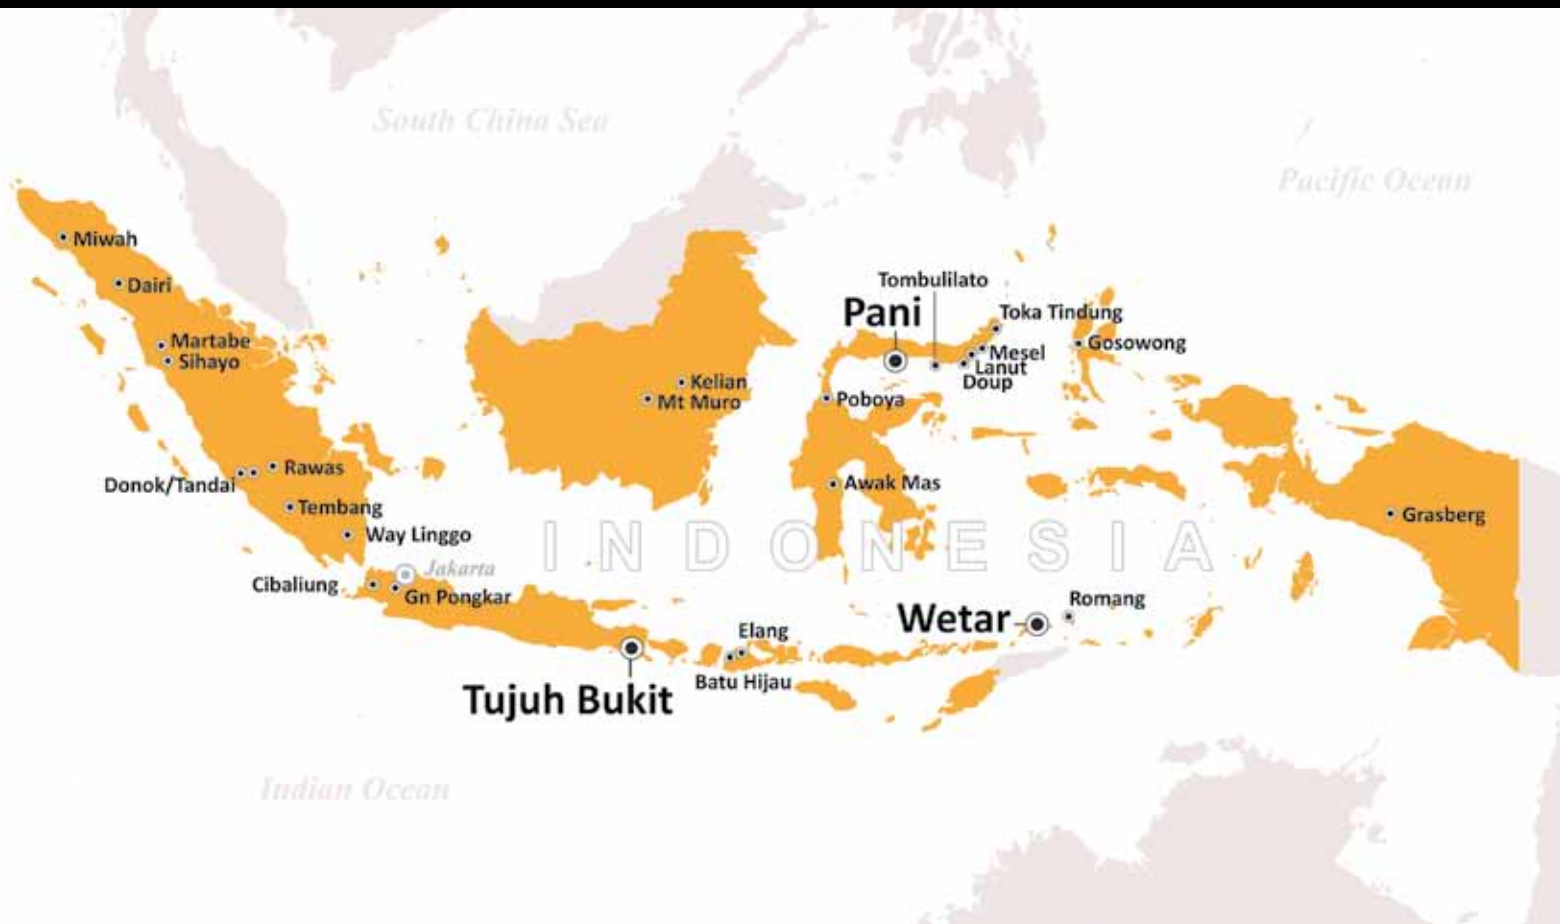 South China Sea
Pacific Ocean
Miwah
Dairi
Martabe
Sihayo
Tombulilato
Pani
Toka Tindung
Gosowong
Mesel
Lanut
Doup
Kelian
Mt Muro
Poboya
Rawas
Donok/Tandai
Awak Mas
Tembang
Grasberg
Way Linggo
INDONESIA
Jakarta
Cibaliung
Gn Pongkar
Romang
Wetar
Elang
Batu Hijau
Tujuh Bukit
Indian Ocean